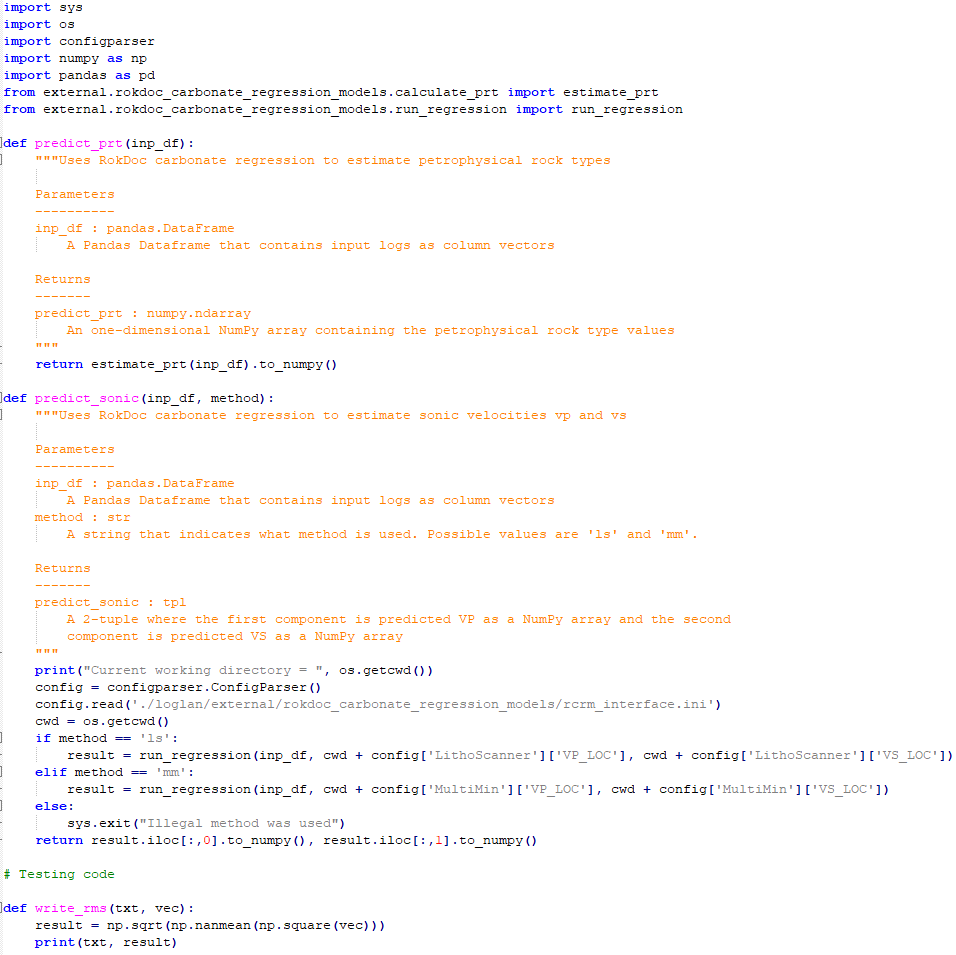 import sys
import os
import configparser
import numpy as np
import pandas as pd
from external.rokdoc_carbonate_regression_models.calculate_prt import estimate_prt
from external.rokdoc_carbonate_regression_models.run_regression import run_regression

def predict_prt(inp_df):
    """Uses RokDoc carbonate regression to estimate petrophysical rock types

    Parameters
    ----------
    inp_df : pandas.DataFrame
        A Pandas Dataframe that contains input logs as column vectors

    Returns
    -------
    predict_prt : numpy.ndarray
        An one-dimensional NumPy array containing the petrophysical rock type values
    """
    return estimate_prt(inp_df).to_numpy()

def predict_sonic(inp_df, method):
    """Uses RokDoc carbonate regression to estimate sonic velocities vp and vs

    Parameters
    ----------
    inp_df : pandas.DataFrame
        A Pandas Dataframe that contains input logs as column vectors
    method : str
        A string that indicates what method is used. Possible values are 'ls' and 'mm'.

    Returns
    -------
    predict_sonic : tpl
        A 2-tuple where the first component is predicted VP as a NumPy array and the second
        component is predicted VS as a NumPy array
    """
    print("Current working directory = ", os.getcwd())
    config = configparser.ConfigParser()
    config.read('./loglan/external/rokdoc_carbonate_regression_models/rcrm_interface.ini')
    cwd = os.getcwd()
    if method == 'ls':
        result = run_regression(inp_df, cwd + config['LithoScanner']['VP_LOC'], cwd + config['LithoScanner']['VS_LOC'])
    elif method == 'mm':
        result = run_regression(inp_df, cwd + config['MultiMin']['VP_LOC'], cwd + config['MultiMin']['VS_LOC'])
    else:
        sys.exit("Illegal method was used")
    return result.iloc[:,0].to_numpy(), result.iloc[:,1].to_numpy()

# Testing code

def write_rms(txt, vec):
    result = np.sqrt(np.nanmean(np.square(vec)))
    print(txt, result)